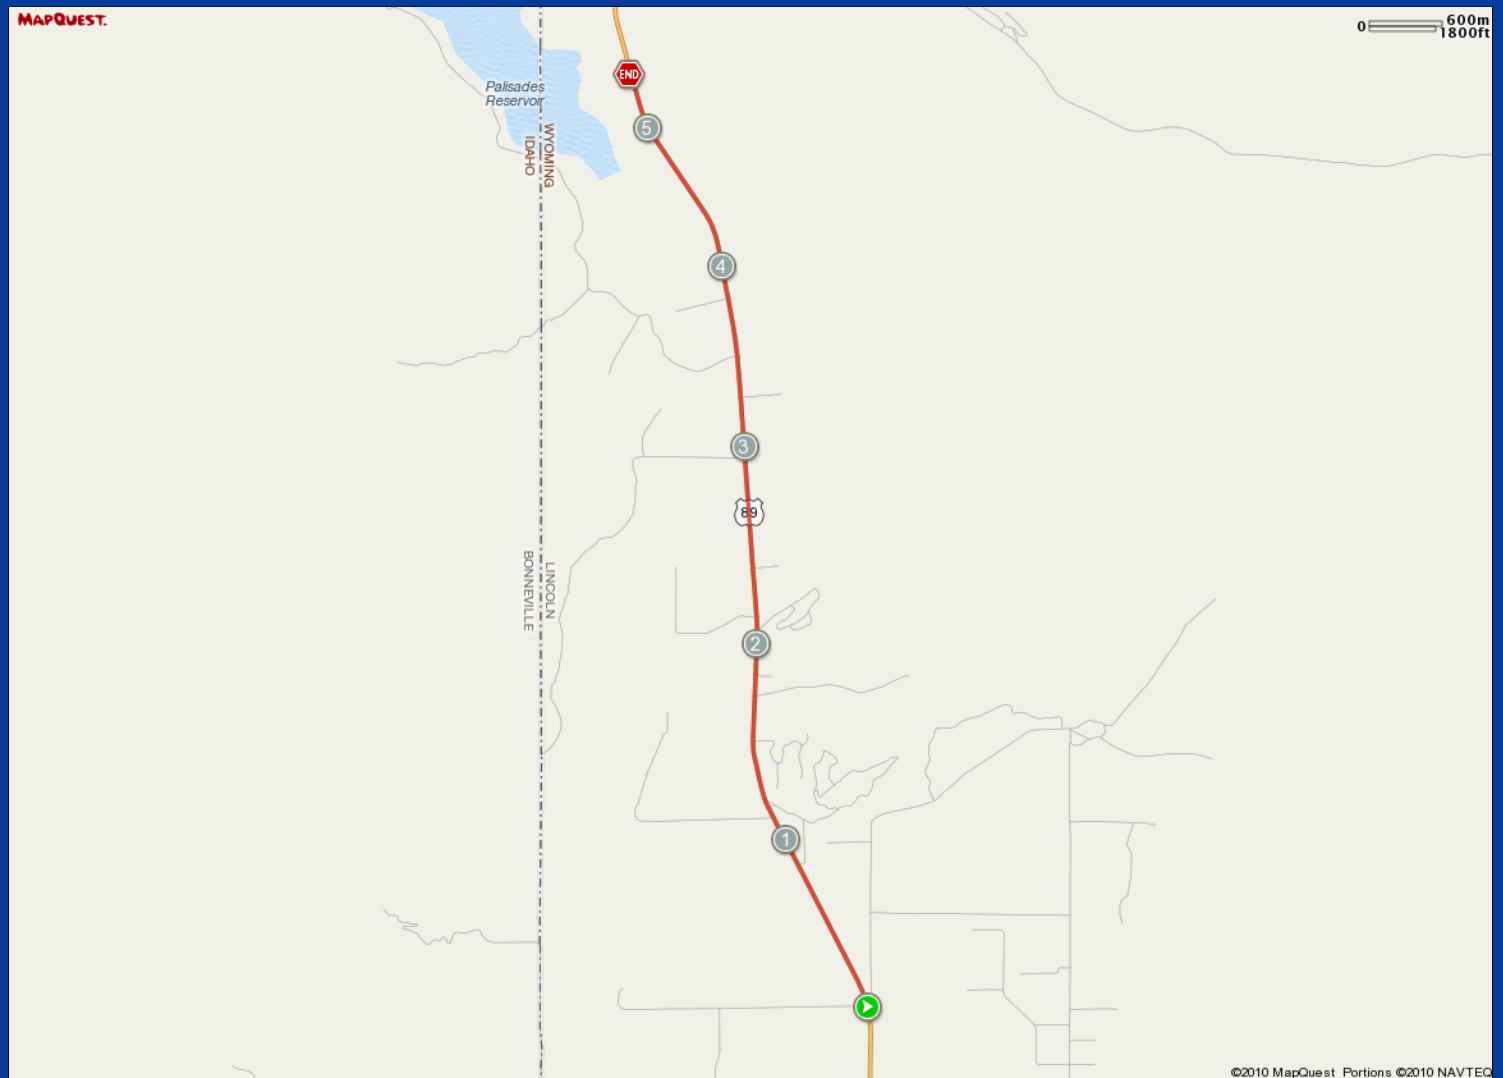 MAPQUEST.
0 600m
1800ft
END
Palisades
Reservoir
5
WYOMING
IDAHO
4
3
89
LINCOLN
BONNEVILLE
2
1
©2010 MapQuest Portions ©2010 NAVTEQ